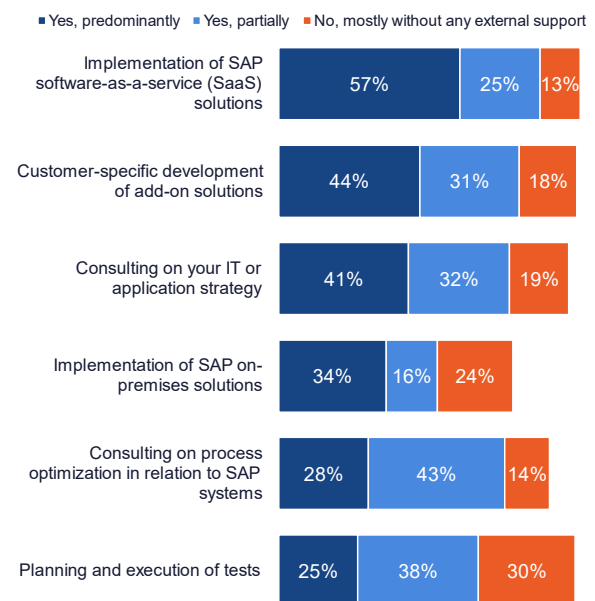 Yes, predominantly Yes, partially No, mostly without any external support
Implementation of SAP
software-as-a-service (SaaS)
solutions
57% 25% 13%
Customer-specific development
of add-on solutions
44% 31% 18%
Consulting on your IT or
application strategy
41% 32% 19%
Implementation of SAP on-
premises solutions
34% 16% 24%
Consulting on process
optimization in relation to SAP
systems
28% 43% 14%
Planning and execution of tests
25% 38% 30%